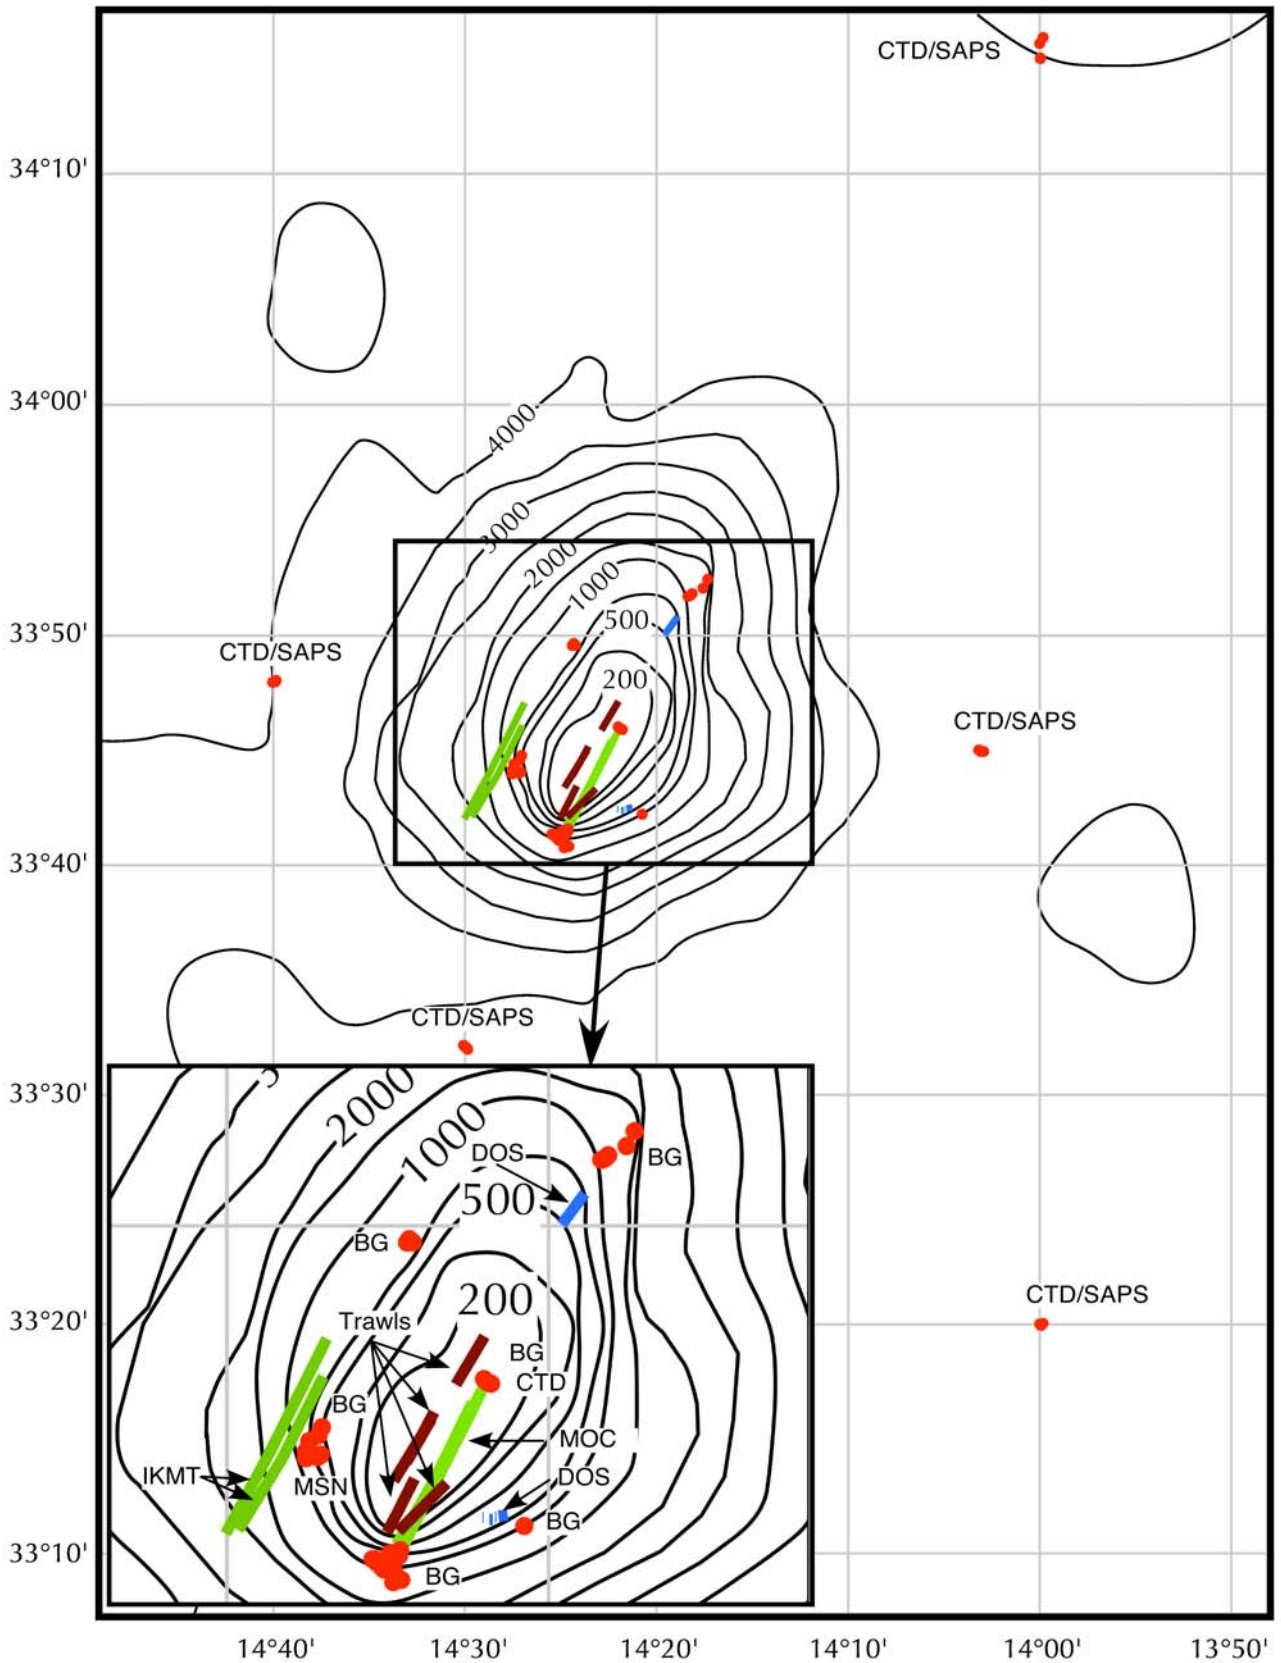 CTD/SAPS
34°10'
34°00'
4000
3000
2000
1000
33°50'
500
CTD/SAPS
200
CTD/SAPS
33°40'
CTD/SAPS
33°30'
3
2000
1000
DOS
BG
500
BG
CTD/SAPS
200
33°20'
Trawls
BG
CTD
BG
MOC
IKMT
DOS
MSN
BG
33°10'
BG
14°40'
14°30'
14°20'
14°10'
14°00'
13°50'